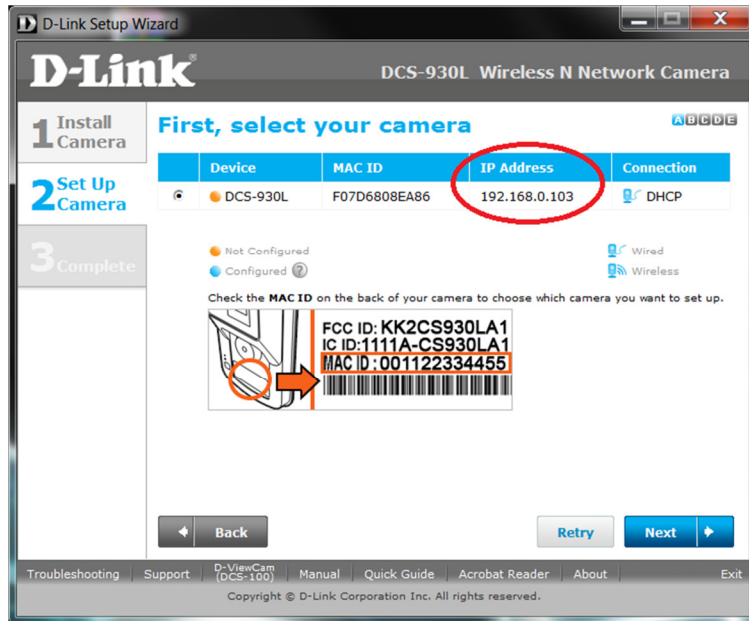 D-Link Setup Wizard
D-Link®
DCS-930L Wireless N Network Camera
1 Install Camera
2 Set Up Camera
3 Complete
First, select your camera
A B C D E
Device MAC ID IP Address Connection
DCS-930L F07D6808EA86 192.168.0.103 DHCP
Not Configured
Configured ?
Wired
Wireless
Check the MAC ID on the back of your camera to choose which camera you want to set up.
FCC ID: KK2CS930LA1
IC ID:1111A-CS930LA1
MAC ID : 001122334455
Back
Retry
Next
Troubleshooting Support D-ViewCam (DCS-100) Manual Quick Guide Acrobat Reader About Exit
Copyright © D-Link Corporation Inc. All rights reserved.